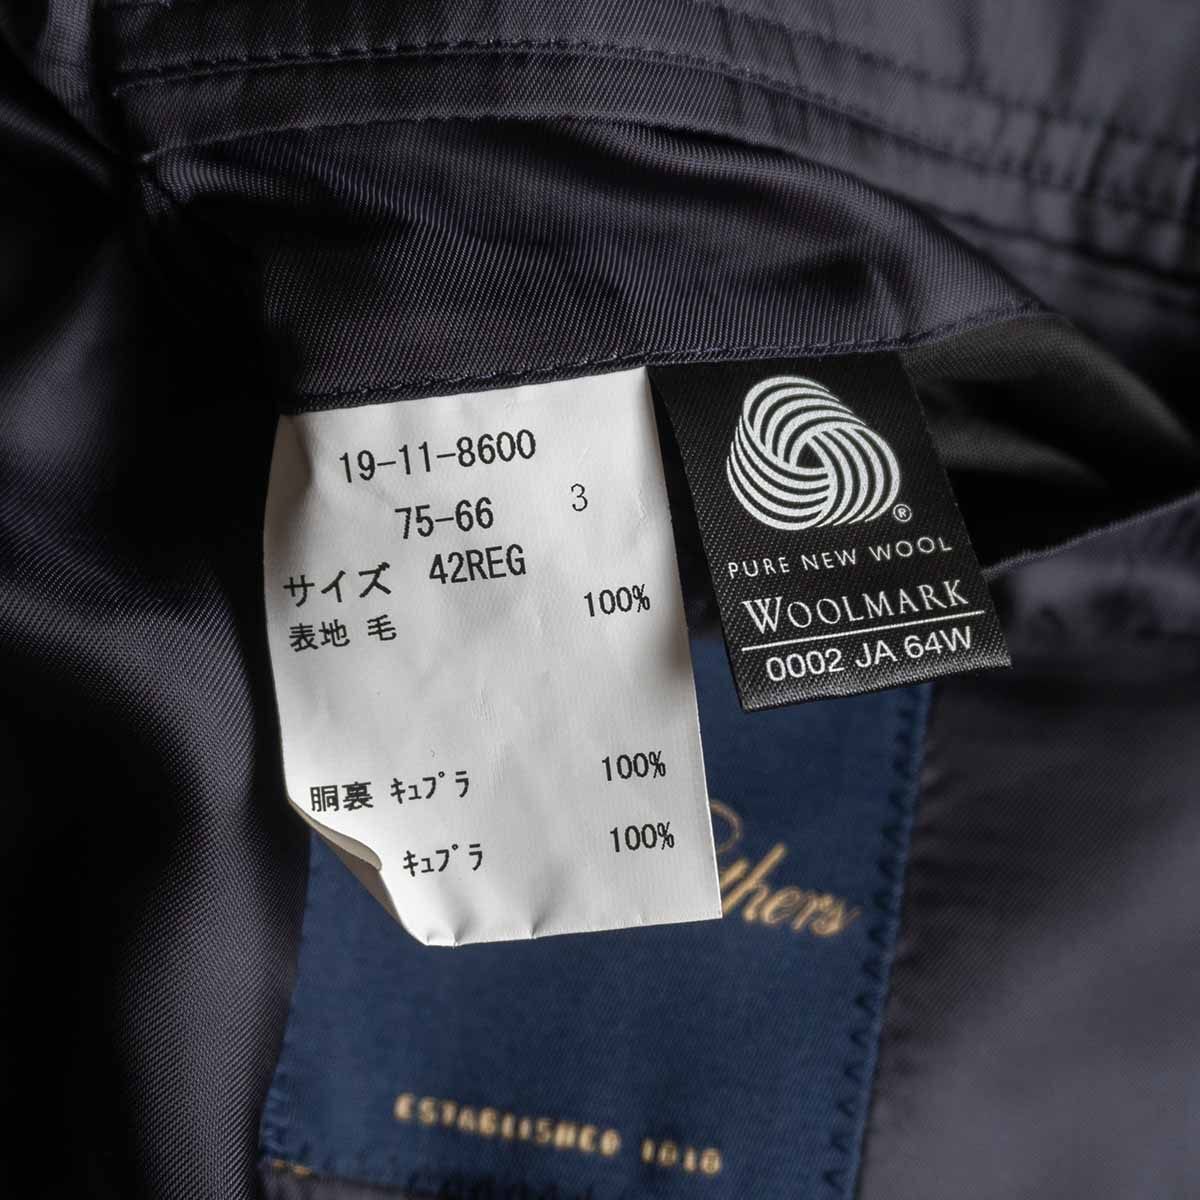 19-11-8600
75-66 3
サイズ 42REG
表地 毛 100%
胴裏 ｷｭﾌﾟﾗ 100%
ｷｭﾌﾟﾗ 100%
®
PURE NEW WOOL
WOOLMARK
0002 JA 64W
ESTABLISHED 1818